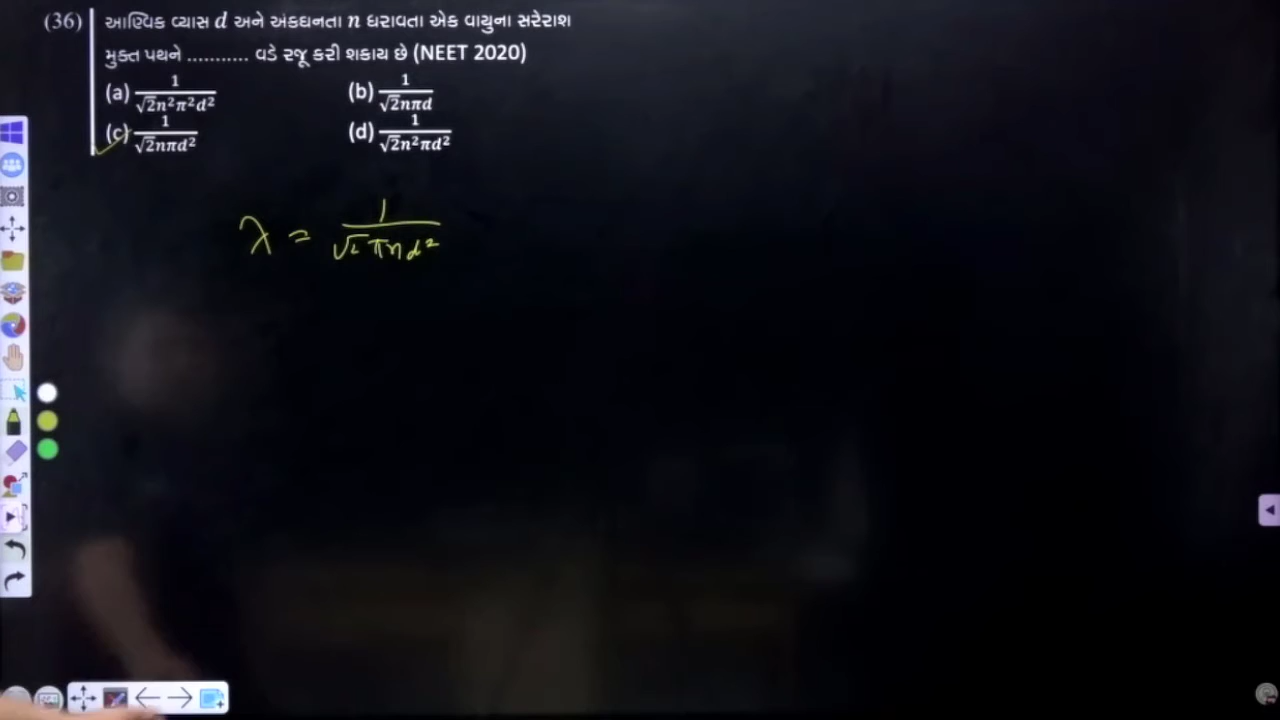 (36) આણ્વિક વ્યાસ d અને અંકઘનતા n ધરાવતા એક વાયુના સરેરાશ
મુક્ત પથને ........... વડે રજૂ કરી શકાય છે (NEET 2020)
(a) 1/√2n²π²d² (b) 1/√2nπd
(c) 1/√2nπd² (d) 1/√2n²πd²
λ = 1/√2πnd²